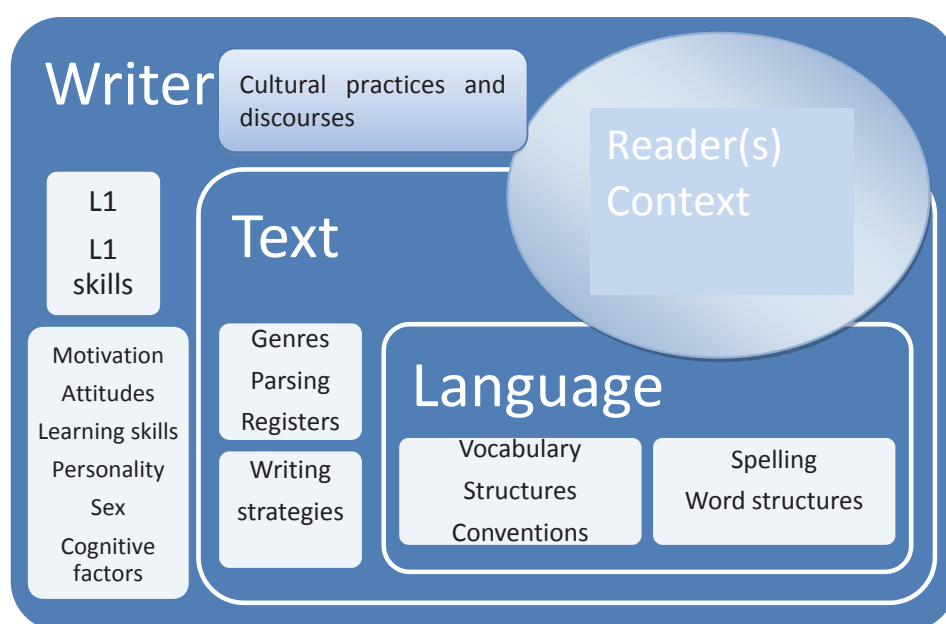 Writer
Cultural practices and
discourses
Reader(s)
Context
L1
L1
skills
Text
Motivation
Attitudes
Learning skills
Personality
Sex
Cognitive
factors
Genres
Parsing
Registers
Writing
strategies
Language
Vocabulary
Structures
Conventions
Spelling
Word structures